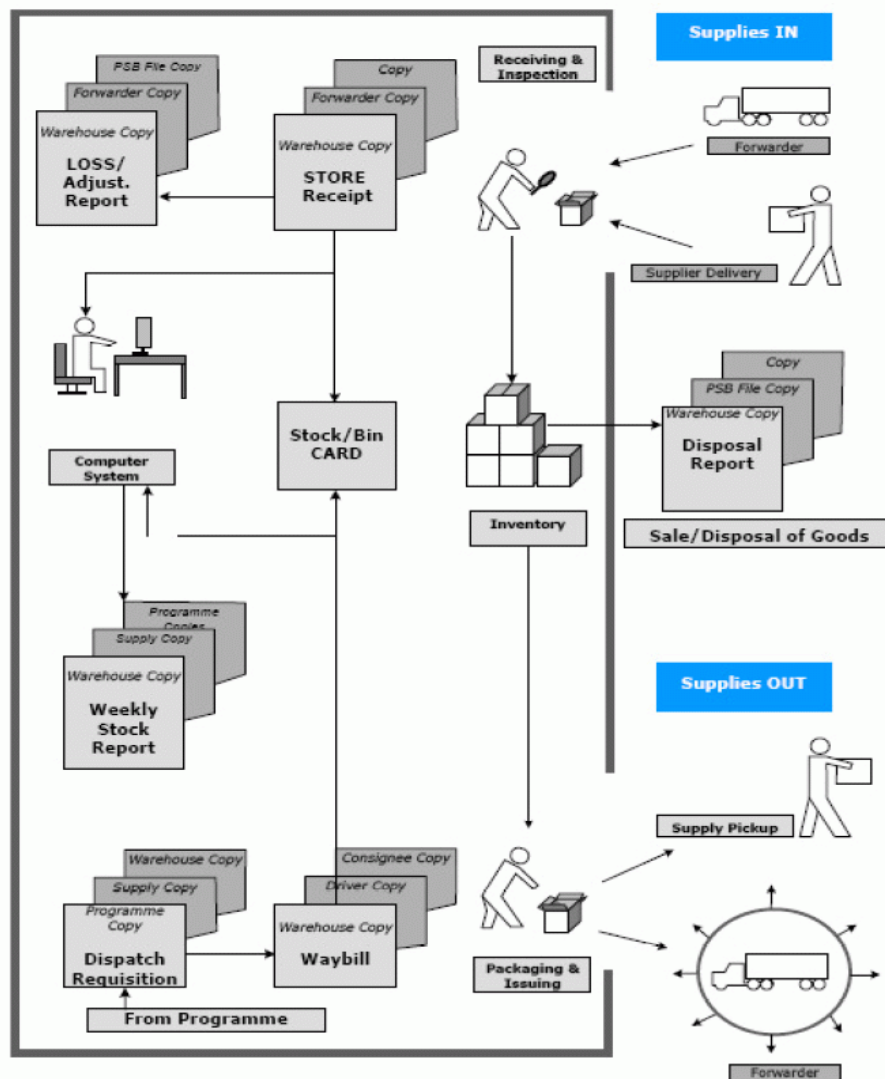 Supplies IN
Receiving &
Inspection
PSB File Copy
Forwarder Copy
Warehouse Copy
LOSS/
Adjust.
Report
Copy
Forwarder Copy
Warehouse Copy
STORE
Receipt
Forwarder
Supplier Delivery
Computer
System
Stock/Bin
CARD
Inventory
Copy
PSB File Copy
Warehouse Copy
Disposal
Report
Sale/Disposal of Goods
Programme
Copies
Supply Copy
Warehouse Copy
Weekly
Stock
Report
Supplies OUT
Supply Pickup
Warehouse Copy
Supply Copy
Programme
Copy
Dispatch
Requisition
From Programme
Consignee Copy
Driver Copy
Warehouse Copy
Waybill
Packaging &
Issuing
Forwarder